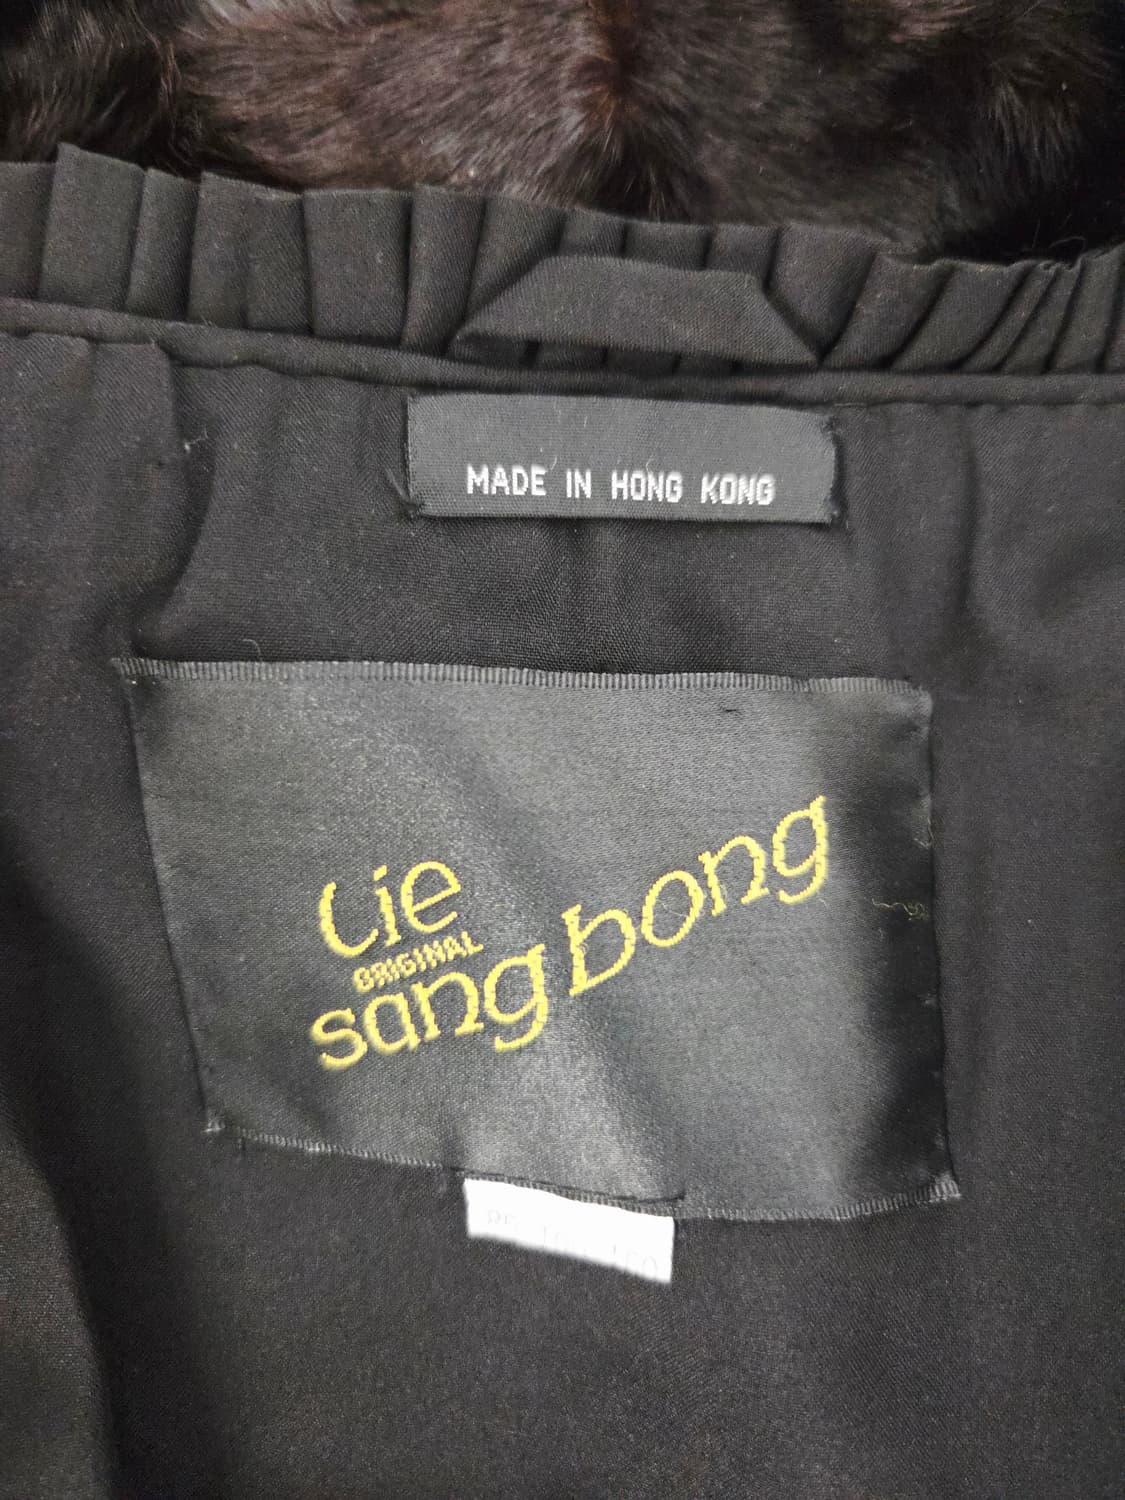 MADE IN HONG KONG
Lie
ORIGINAL
sang bong